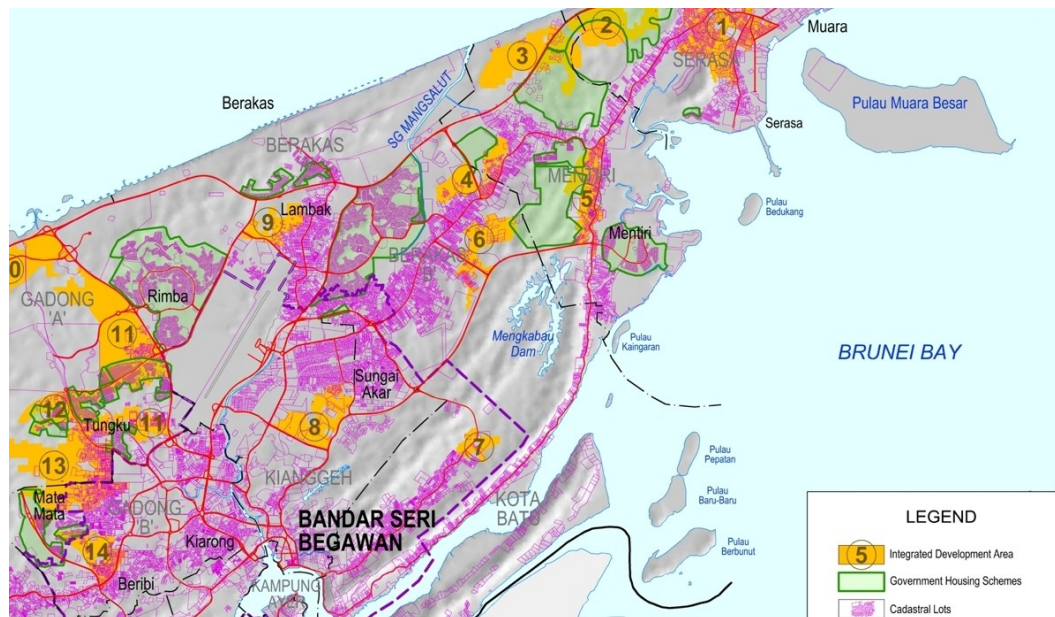 2
1
Muara
3
SERASA
Pulau Muara Besar
Berakas
SG MANGSALUT
Serasa
BERAKAS
'A'
4
MENTIRI
Pulau
Bedukang
Lambak
9
5
6
Mentiri
BERAKAS
'B'
0
GADONG
'A'
Rimba
11
Mengkabau
Dam
Pulau
Kaingaran
BRUNEI BAY
Sungai
Akar
12
Tungku
11
8
7
13
Pulau
Pepatan
KIANGGEH
Mata
Mata
GADONG
'B'
KOTA
BATU
Pulau
Baru-Baru
BANDAR SERI
BEGAWAN
LEGEND
14
Kiarong
Pulau
Berbunut
5
Integrated Development Area
Beribi
KAMPUNG
AYER
Government Housing Schemes
Cadastral Lots